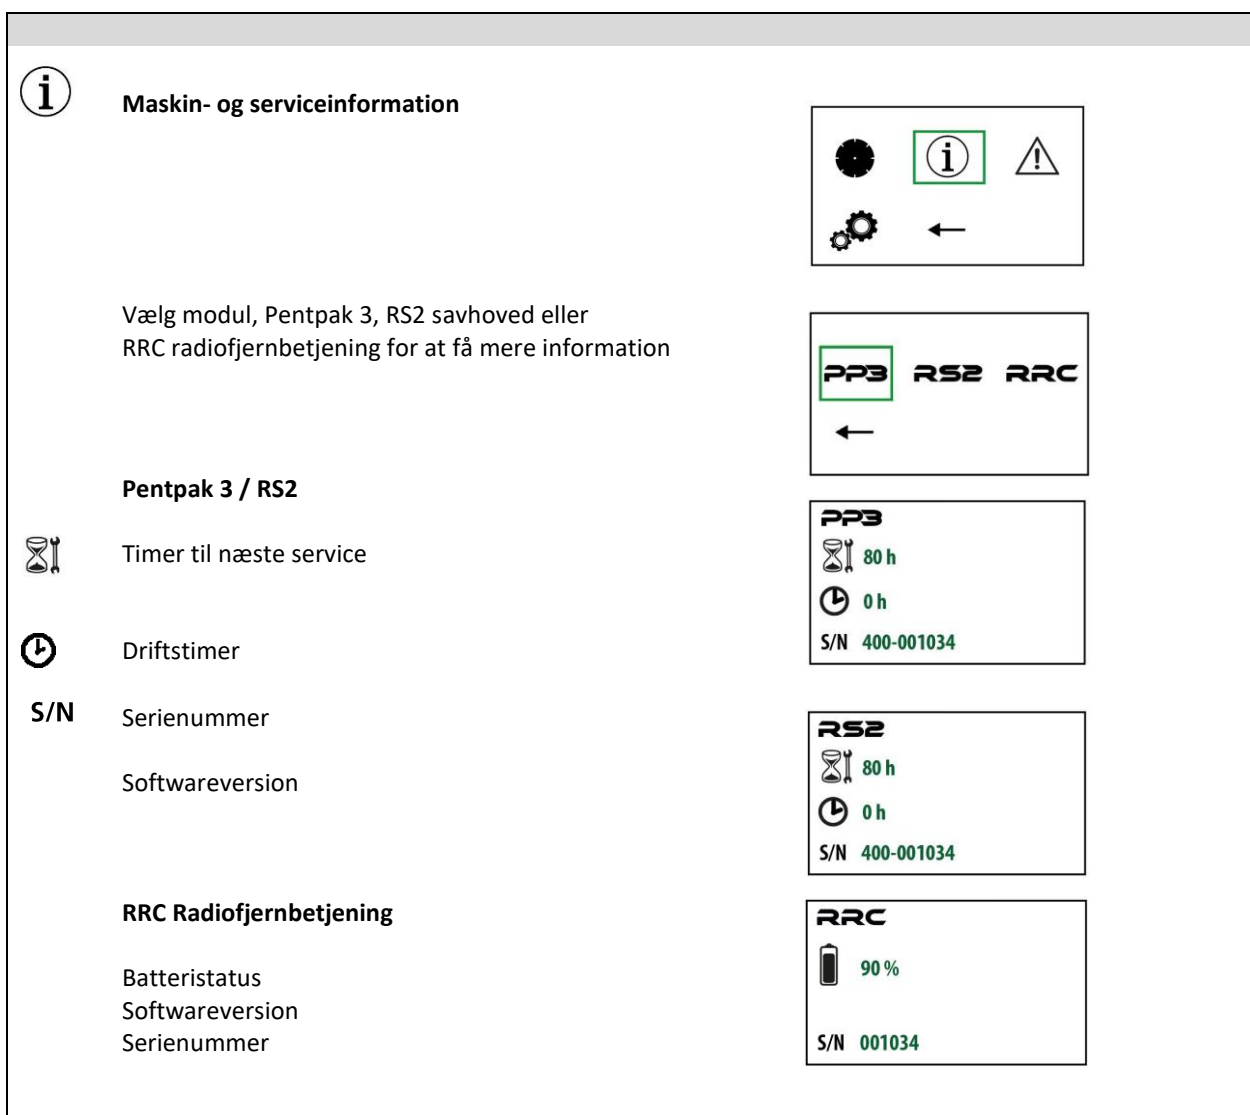 Maskin- og serviceinformation
Vælg modul, Pentpak 3, RS2 savhoved eller
RRC radiofjernbetjening for at få mere information
PP3 RS2 RRC
Pentpak 3 / RS2
Timer til næste service
Driftstimer
S/N Serienummer
Softwareversion
PP3
80 h
0 h
S/N 400-001034
RS2
80 h
0 h
S/N 400-001034
RRC Radiofjernbetjening
Batteristatus
Softwareversion
Serienummer
RRC
90 %
S/N 001034